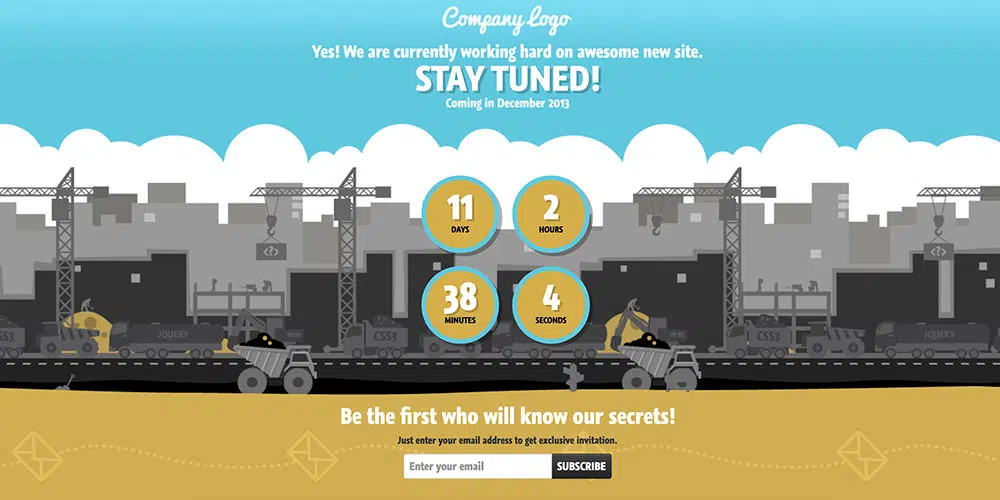 Company Logo
Yes! We are currently working hard on awesome new site.
STAY TUNED!
Coming in December 2013
11
DAYS
2
HOURS
</?>
</?>
38
MINUTES
4
SECONDS
CSS3
JQUERY
CSS3
CSS3
JQUERY
Be the first who will know our secrets!
Just enter your email address to get exclusive invitation.
Enter your email
SUBSCRIBE